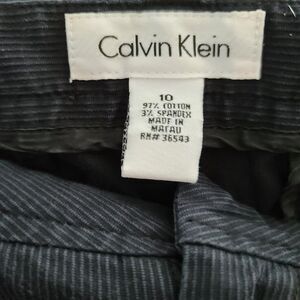 Calvin Klein
10
97% COTTON
3% SPANDEX
MADE IN
MACAU
RN# 36543